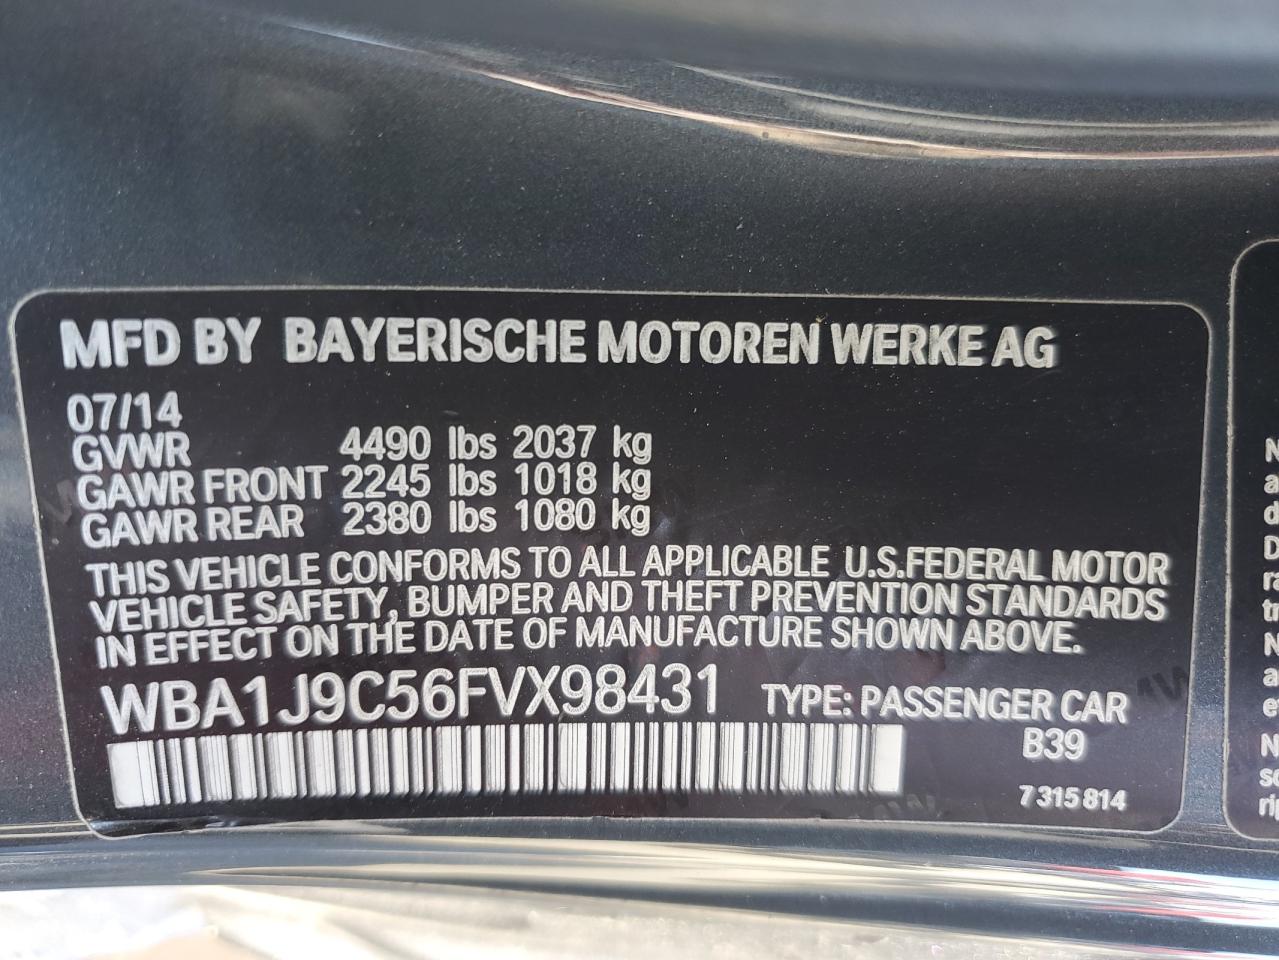 MFD BY BAYERISCHE MOTOREN WERKE AG
07/14
GVWR 4490 lbs 2037 kg
GAWR FRONT 2245 lbs 1018 kg
GAWR REAR 2380 lbs 1080 kg
THIS VEHICLE CONFORMS TO ALL APPLICABLE U.S.FEDERAL MOTOR
VEHICLE SAFETY, BUMPER AND THEFT PREVENTION STANDARDS
IN EFFECT ON THE DATE OF MANUFACTURE SHOWN ABOVE.
WBA1J9C56FVX98431 TYPE: PASSENGER CAR
B39
7 315 814